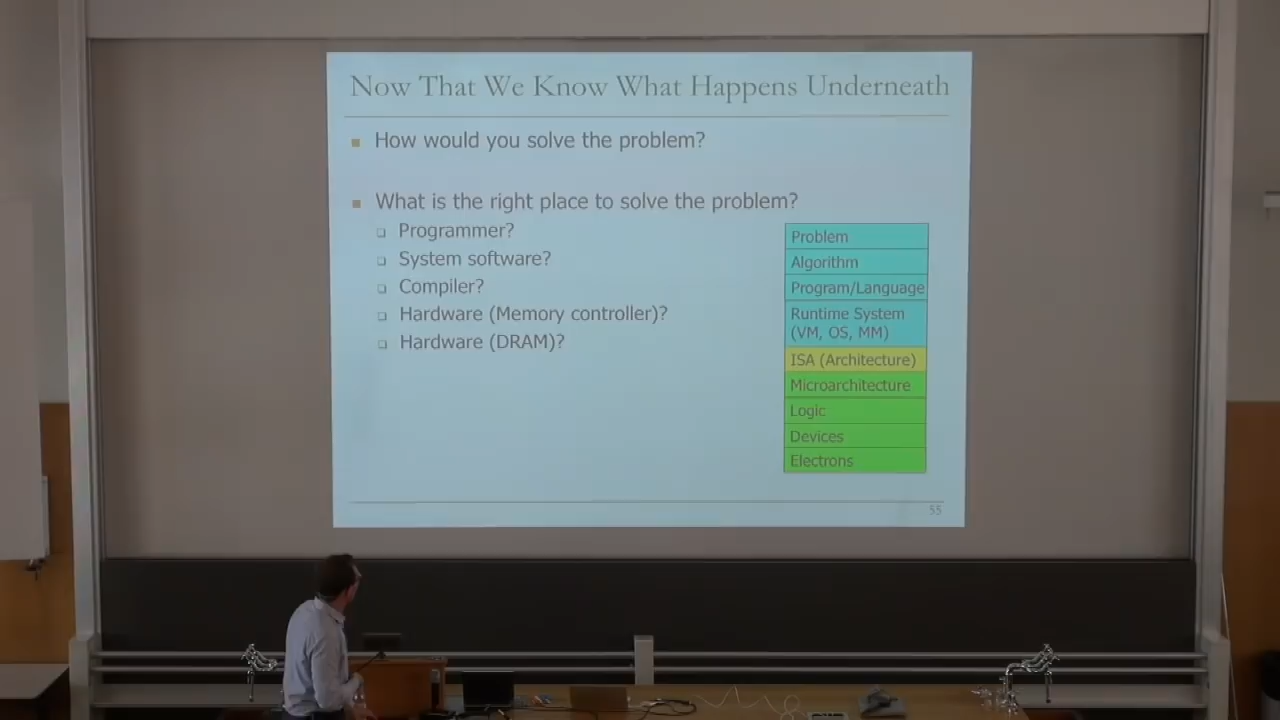 Now That We Know What Happens Underneath
How would you solve the problem?
What is the right place to solve the problem?
Programmer?
System software?
Compiler?
Hardware (Memory controller)?
Hardware (DRAM)?
Problem
Algorithm
Program/Language
Runtime System
(VM, OS, MM)
ISA (Architecture)
Microarchitecture
Logic
Devices
Electrons
55